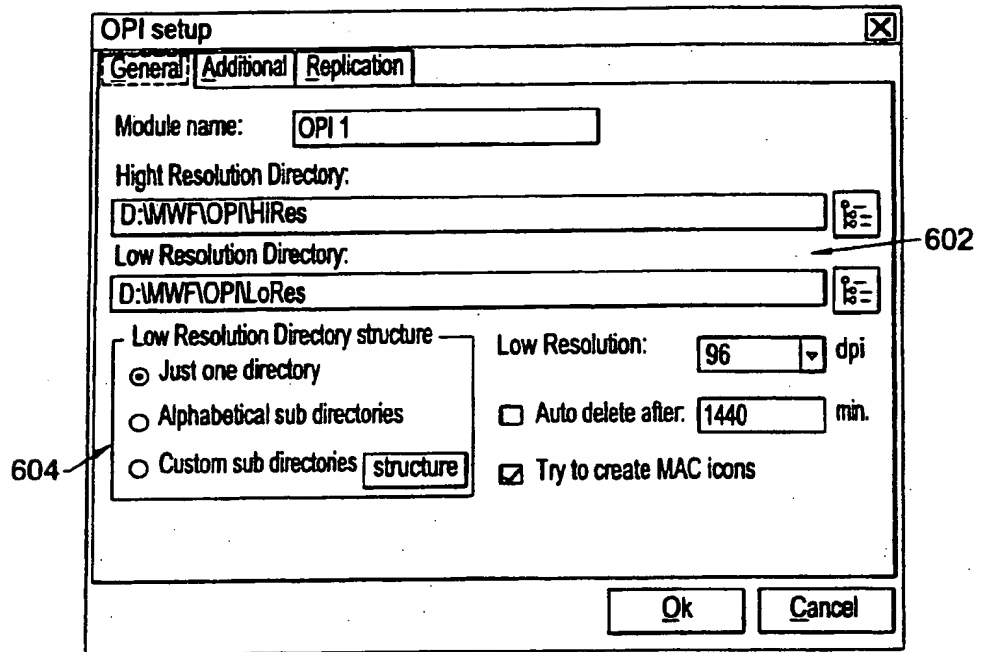 OPI setup
General Additional Replication
Module name: OPI 1
Hight Resolution Directory:
D:\MWF\OPI\HIRes
602
Low Resolution Directory:
D:\MWF\OPI\LoRes
Low Resolution Directory structure
Low Resolution: 96 dpi
Just one directory
Alphabetical sub directories
Auto delete after: 1440 min.
604
Custom sub directories structure
Try to create MAC icons
Ok Cancel